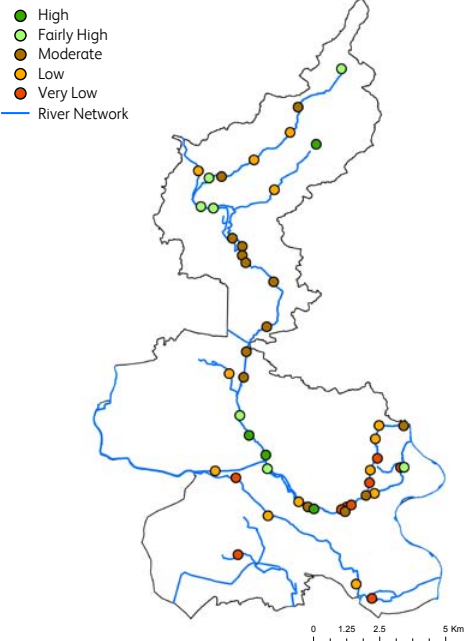 High
Fairly High
Moderate
Low
Very Low
River Network
0 1.25 2.5 5 Km